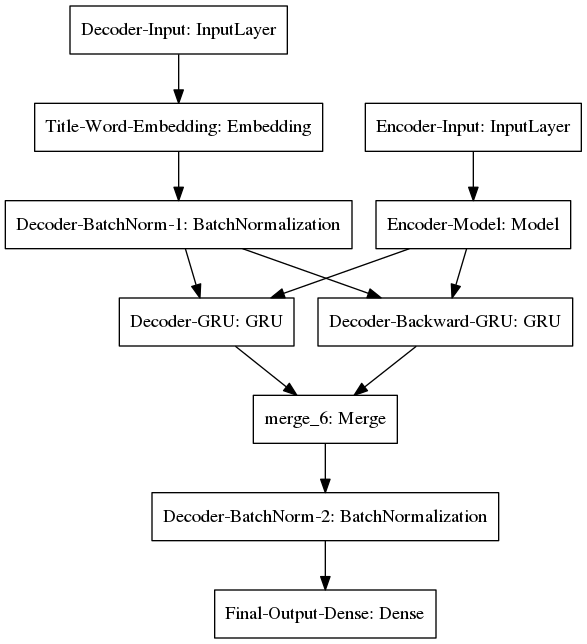 Decoder-Input: InputLayer
Title-Word-Embedding: Embedding
Encoder-Input: InputLayer
Decoder-BatchNorm-1: BatchNormalization
Encoder-Model: Model
Decoder-GRU: GRU
Decoder-Backward-GRU: GRU
merge_6: Merge
Decoder-BatchNorm-2: BatchNormalization
Final-Output-Dense: Dense